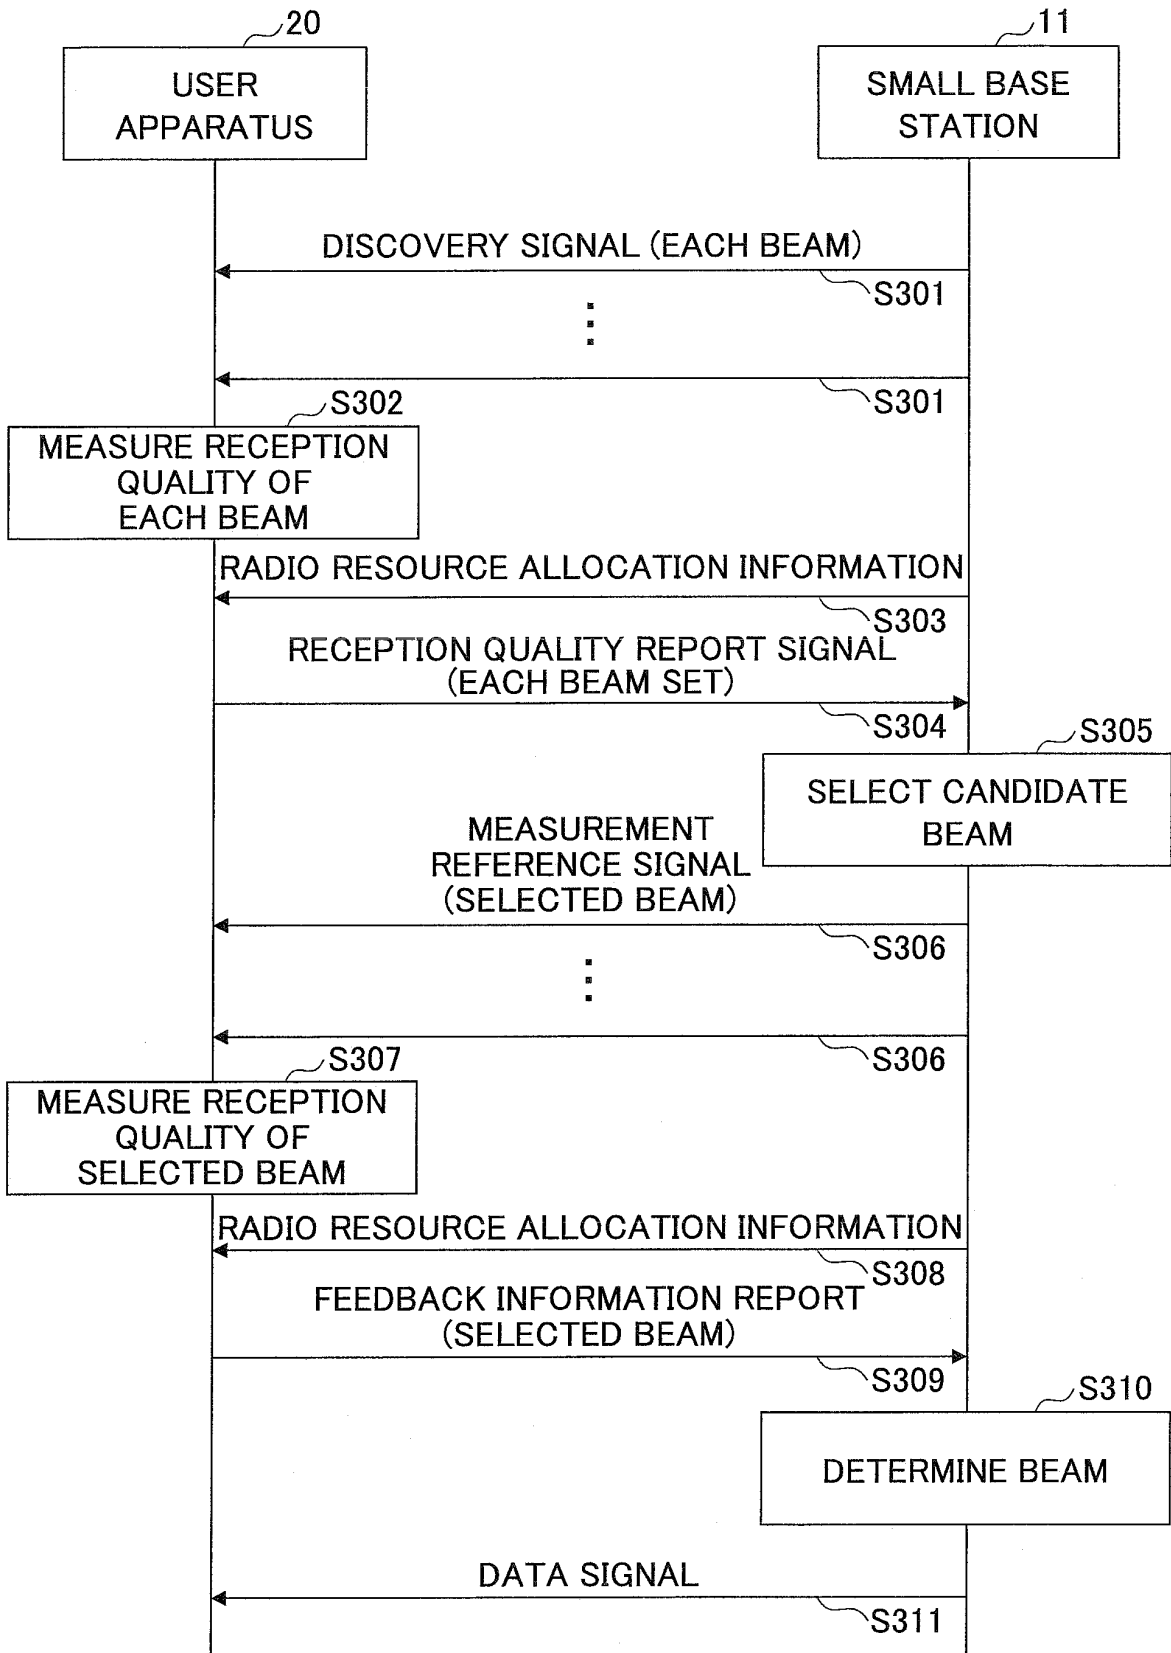 20
11
USER
APPARATUS
SMALL BASE
STATION
DISCOVERY SIGNAL (EACH BEAM)
S301
S301
S302
MEASURE RECEPTION
QUALITY OF
EACH BEAM
RADIO RESOURCE ALLOCATION INFORMATION
S303
RECEPTION QUALITY REPORT SIGNAL
(EACH BEAM SET)
S304
S305
SELECT CANDIDATE
BEAM
MEASUREMENT
REFERENCE SIGNAL
(SELECTED BEAM)
S306
S306
S307
MEASURE RECEPTION
QUALITY OF
SELECTED BEAM
RADIO RESOURCE ALLOCATION INFORMATION
S308
FEEDBACK INFORMATION REPORT
(SELECTED BEAM)
S309
S310
DETERMINE BEAM
DATA SIGNAL
S311